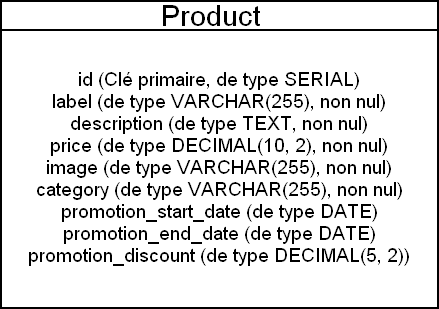 Product
id (Clé primaire, de type SERIAL)
label (de type VARCHAR(255), non nul)
description (de type TEXT, non nul)
price (de type DECIMAL(10, 2), non nul)
image (de type VARCHAR(255), non nul)
category (de type VARCHAR(255), non nul)
promotion_start_date (de type DATE)
promotion_end_date (de type DATE)
promotion_discount (de type DECIMAL(5, 2))